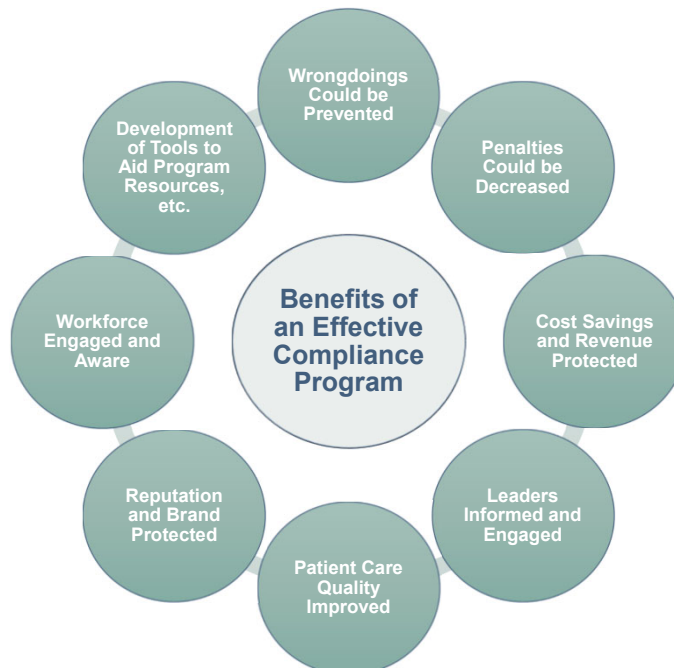 Wrongdoings
Could be
Prevented
Penalties
Could be
Decreased
Cost Savings
and Revenue
Protected
Leaders
Informed and
Engaged
Patient Care
Quality
Improved
Reputation
and Brand
Protected
Workforce
Engaged and
Aware
Development
of Tools to
Aid Program
Resources,
etc.
Benefits of
an Effective
Compliance
Program